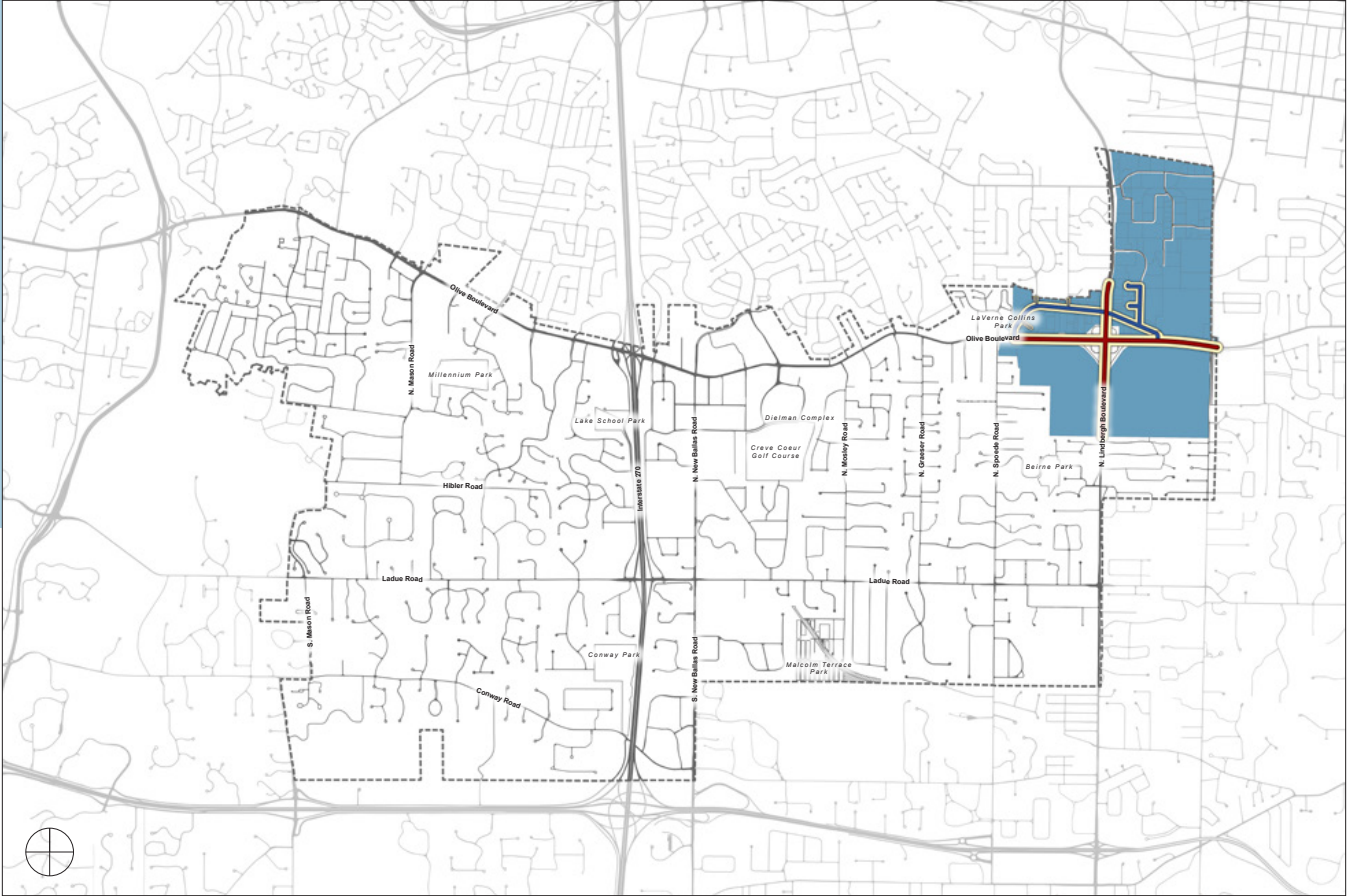 Olive Boulevard
LaVerne Collins
Park
Olive Boulevard
N. Mason Road
Millennium Park
Lake School Park
Dielman Complex
Creve Coeur
Golf Course
N. New Ballas Road
N. Mosley Road
N. Graeser Road
N. Spoede Road
N. Lindbergh Boulevard
Beirne Park
Interstate 270
Hibler Road
Ladue Road
Ladue Road
S. Mason Road
Conway Park
S. New Ballas Road
Malcolm Terrace
Park
Conway Road